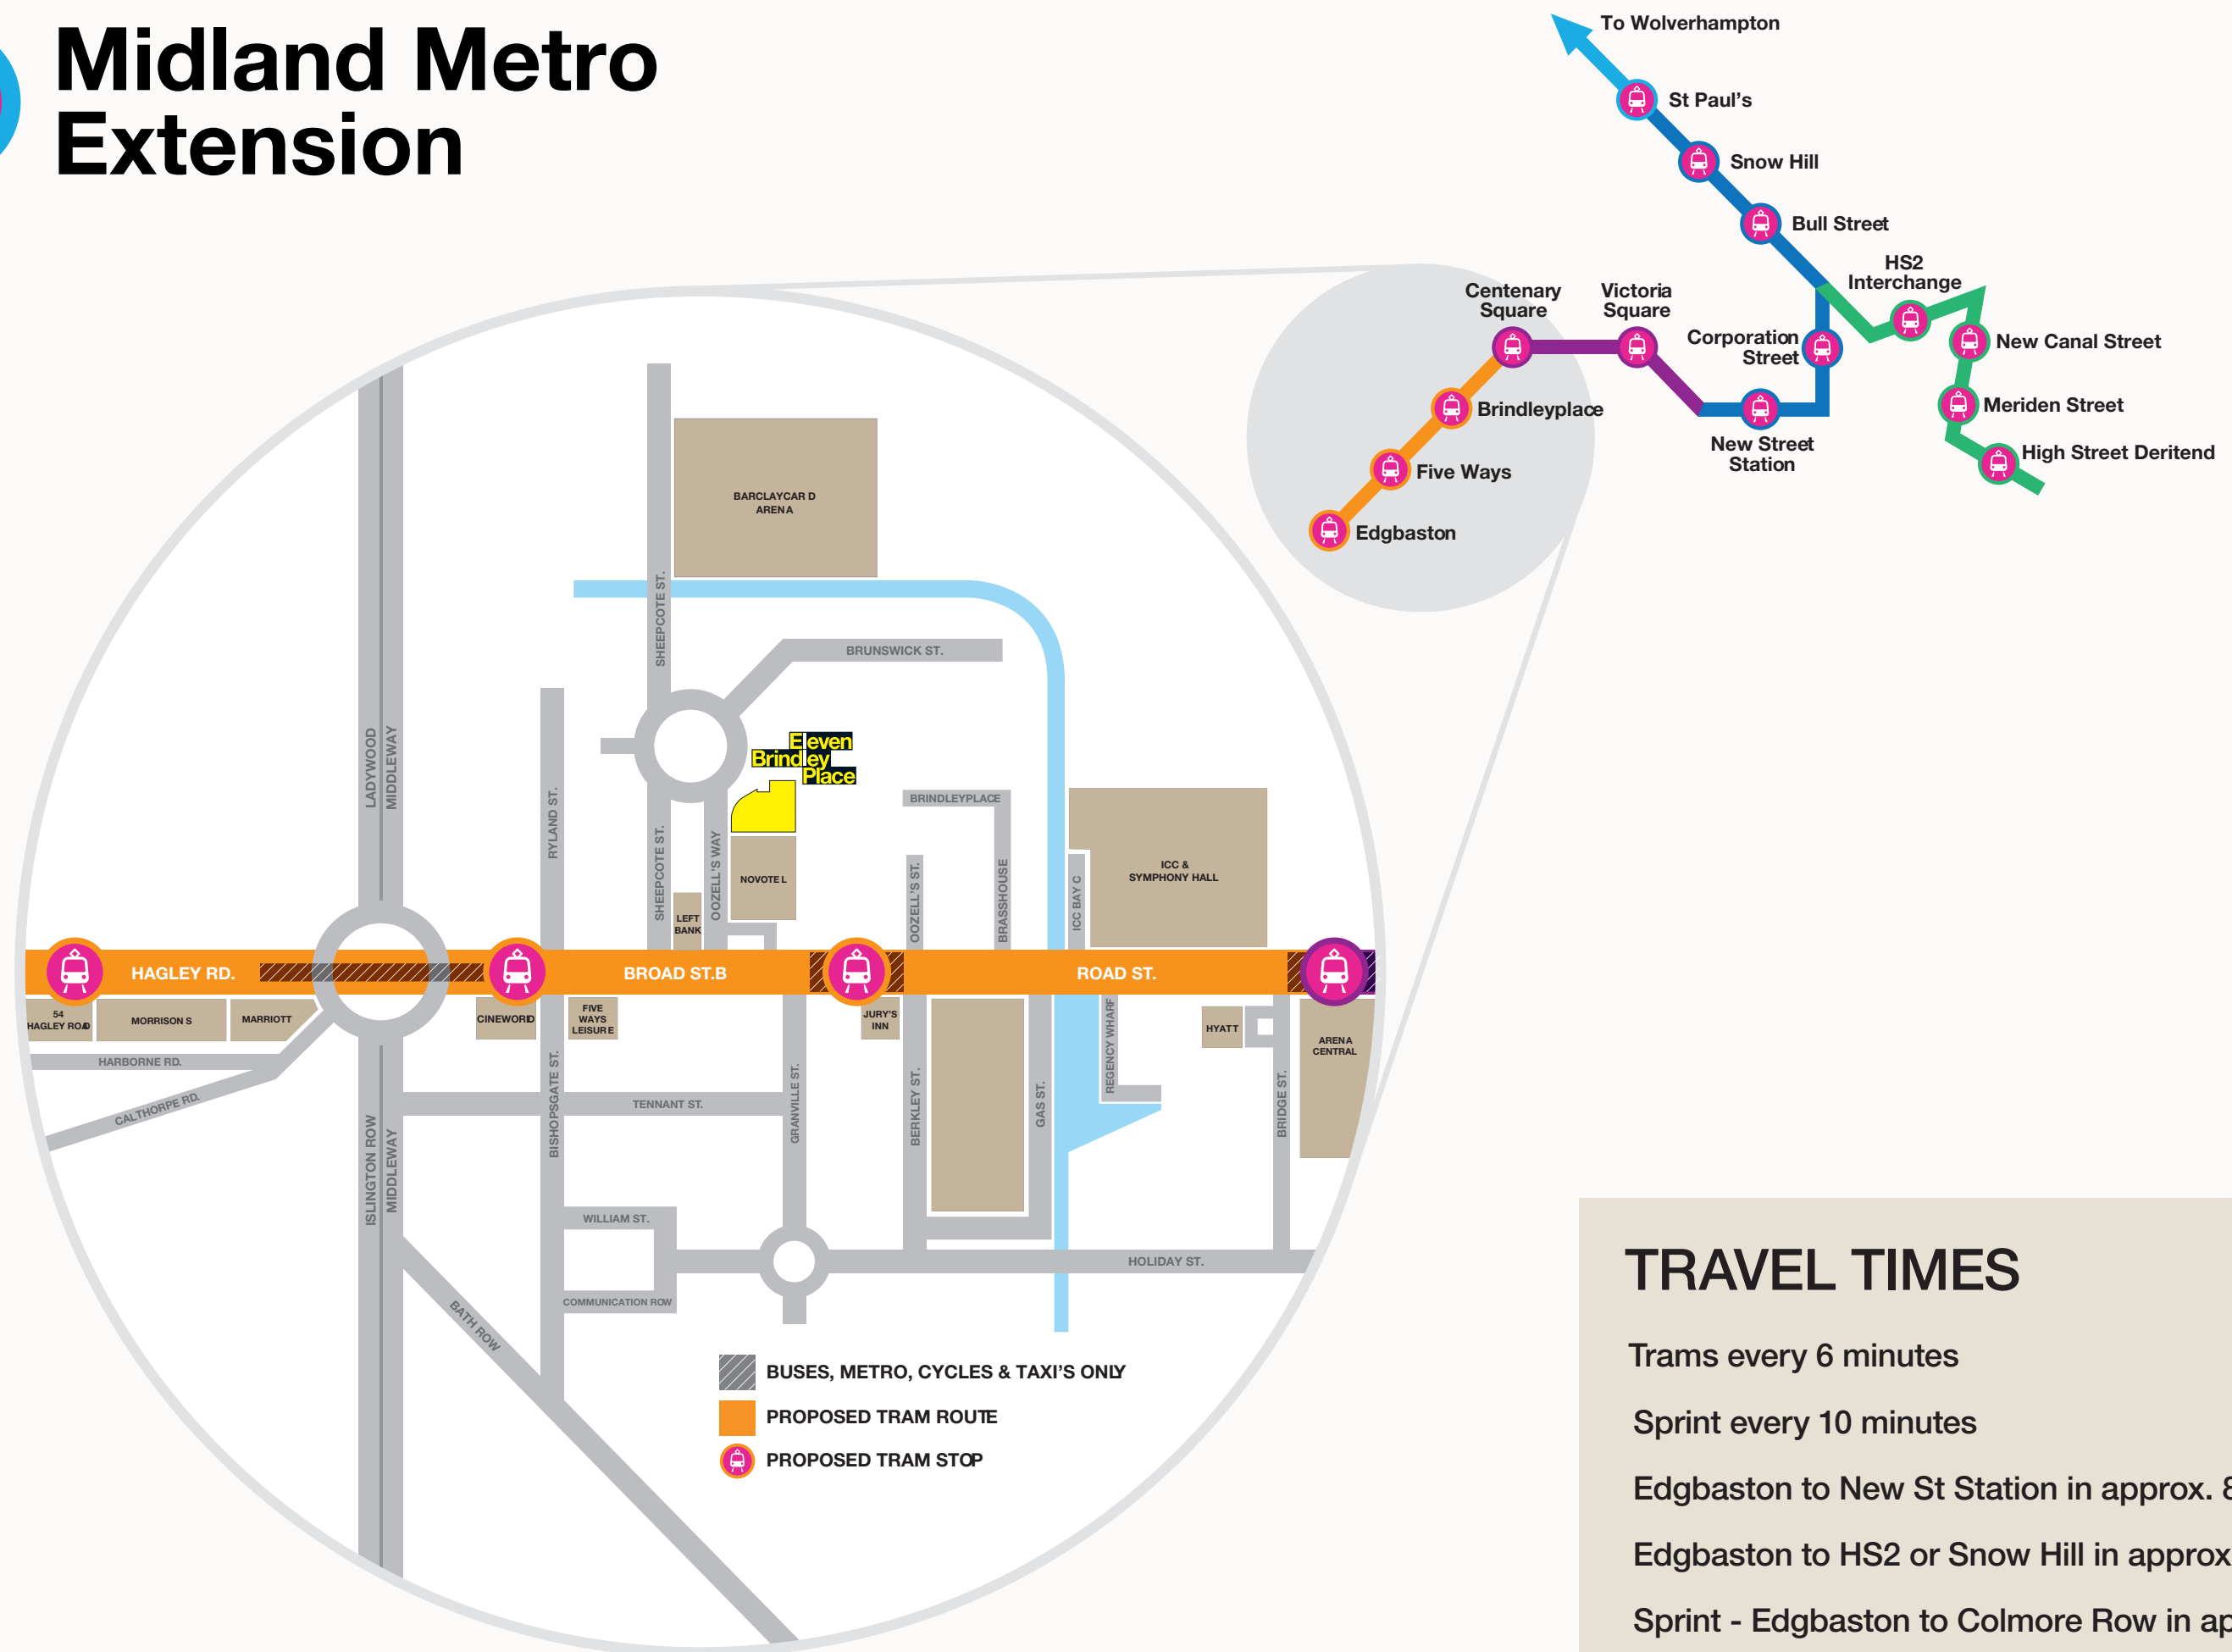 Midland Metro
Extension
To Wolverhampton
St Paul's
Snow Hill
Bull Street
HS2
Interchange
Centenary
Square
Victoria
Square
Corporation
Street
New Canal Street
Brindleyplace
Meriden Street
New Street
Station
High Street Deritend
Five Ways
Edgbaston
BARCLAYCAR D
ARENA
SHEEPCOTE ST.
BRUNSWICK ST.
LADYWOOD
MIDDLEWAY
Eleven
Brindley
Place
RYLAND ST.
SHEEPCOTE ST.
OOZELL'S WAY
BRINDLEYPLACE
NOVOTEL
LEFT
BANK
OOZELL'S ST.
BRASSHOUSE
ICC BAY C
ICC &
SYMPHONY HALL
HAGLEY RD.
BROAD ST.B
ROAD ST.
54
HAGLEY ROAD
MORRISONS
MARRIOTT
CINEWORD
FIVE
WAYS
LEISURE
JURY'S
INN
REGENCY WHARF
HYATT
ARENA
CENTRAL
HARBORNE RD.
CALTHORPE RD.
ISLINGTON ROW
MIDDLEWAY
BISHOPSGATE ST.
TENNANT ST.
GRANVILLE ST.
BERKLEY ST.
GAS ST.
BRIDGE ST.
WILLIAM ST.
COMMUNICATION ROW
HOLIDAY ST.
BATH ROW
BUSES, METRO, CYCLES & TAXI'S ONLY
PROPOSED TRAM ROUTE
PROPOSED TRAM STOP
TRAVEL TIMES
Trams every 6 minutes
Sprint every 10 minutes
Edgbaston to New St Station in approx. 8
Edgbaston to HS2 or Snow Hill in approx
Sprint - Edgbaston to Colmore Row in ap